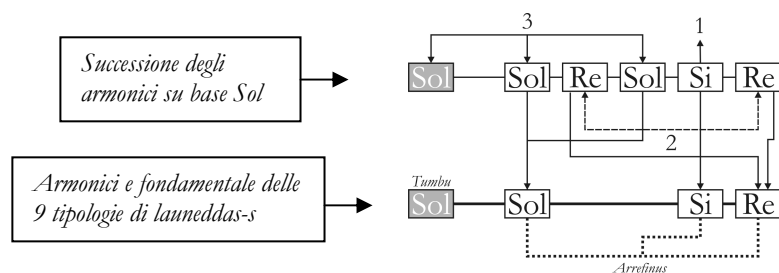 3
1
Successione degli
armonici su base Sol
Sol Sol Re Sol Si Re
2
Armonici e fondamentale delle
9 tipologie di launeddas-s
Tumbu
Sol Sol Si Re
Arrefinus